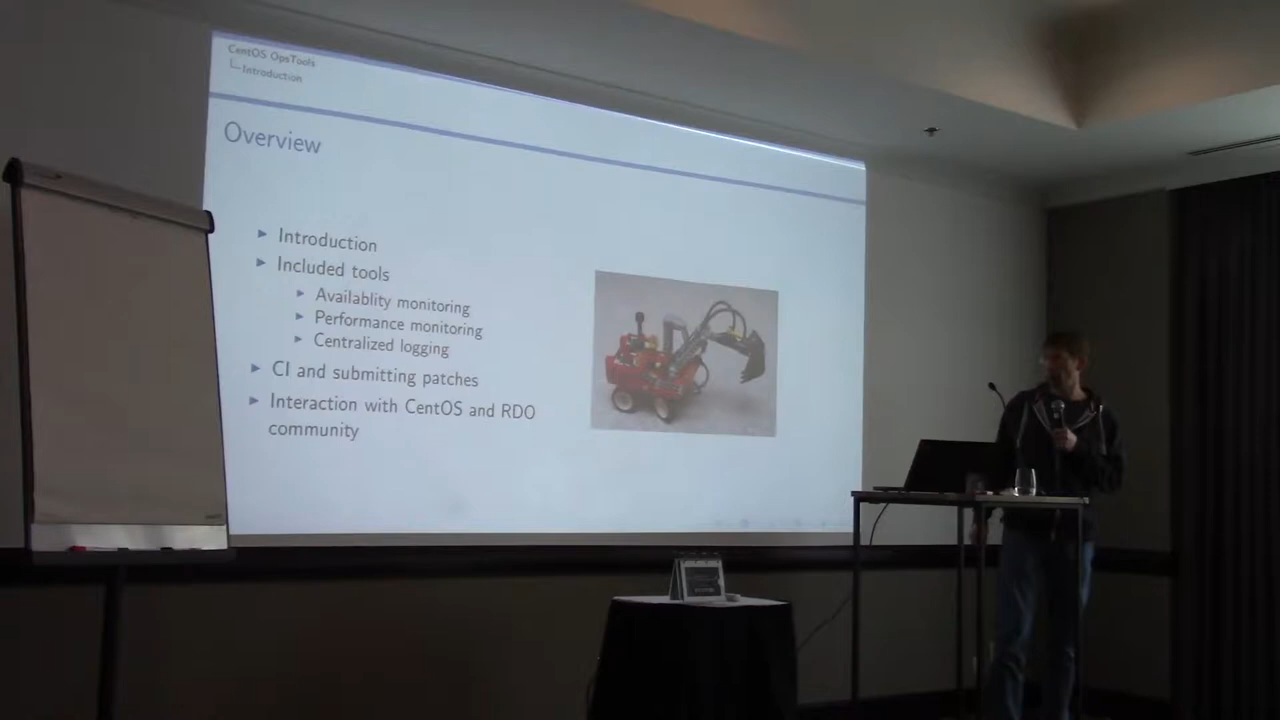 CentOS OpsTools
Introduction
Overview
Introduction
Included tools
Availablity monitoring
Performance monitoring
Centralized logging
CI and submitting patches
Interaction with CentOS and RDO
community